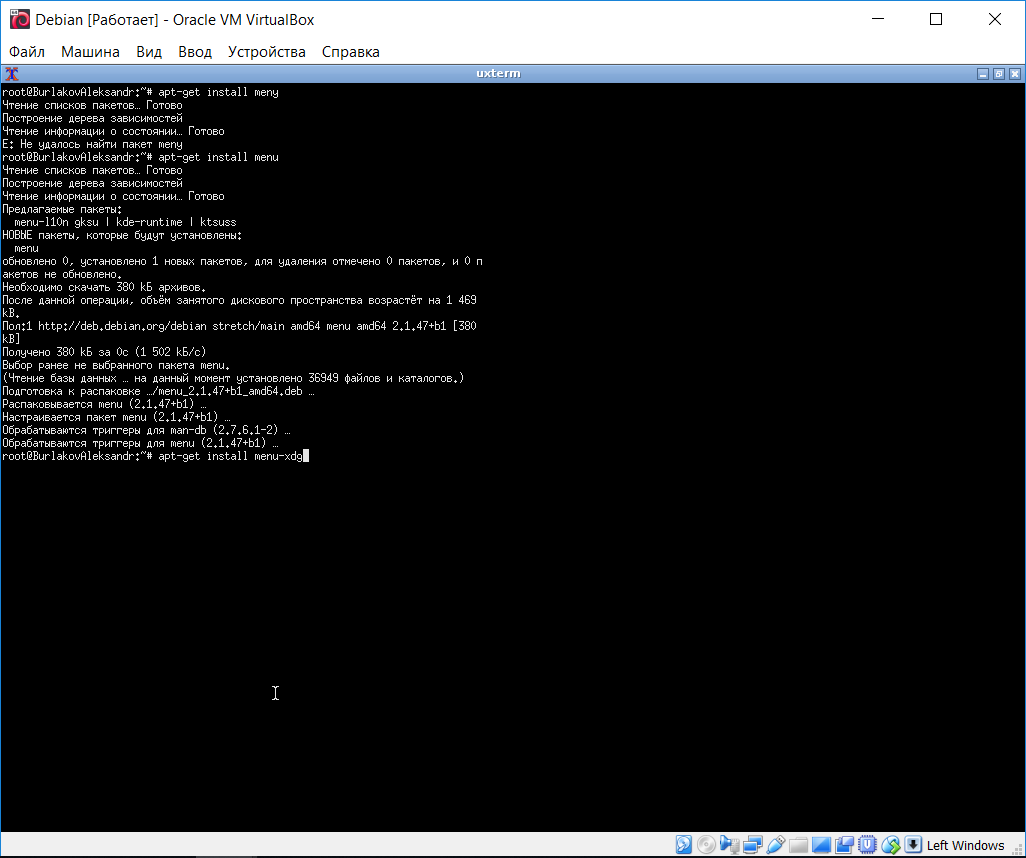 Debian [Работает] - Oracle VM VirtualBox
Файл Машина Вид Ввод Устройства Справка
uxterm
root@BurlakovAleksandr:~# apt-get install meny
Чтение списков пакетов… Готово
Построение дерева зависимостей
Чтение информации о состоянии… Готово
E: Не удалось найти пакет meny
root@BurlakovAleksandr:~# apt-get install menu
Чтение списков пакетов… Готово
Построение дерева зависимостей
Чтение информации о состоянии… Готово
Предлагаемые пакеты:
menu-l10n gksu | kde-runtime | ktsuss
НОВЫЕ пакеты, которые будут установлены:
menu
обновлено 0, установлено 1 новых пакетов, для удаления отмечено 0 пакетов, и 0 п
акетов не обновлено.
Необходимо скачать 380 kБ архивов.
После данной операции, объём занятого дискового пространства возрастёт на 1 469
kB.
Пол:1 http://deb.debian.org/debian stretch/main amd64 menu amd64 2.1.47+b1 [380
kB]
Получено 380 kБ за 0с (1 502 kБ/c)
Выбор ранее не выбранного пакета menu.
(Чтение базы данных … на данный момент установлено 36949 файлов и каталогов.)
Подготовка к распаковке …/menu_2.1.47+b1_amd64.deb …
Распаковывается menu (2.1.47+b1) …
Настраивается пакет menu (2.1.47+b1) …
Обрабатываются триггеры для man-db (2.7.6.1-2) …
Обрабатываются триггеры для menu (2.1.47+b1) …
root@BurlakovAleksandr:~# apt-get install menu-xdg
Left Windows